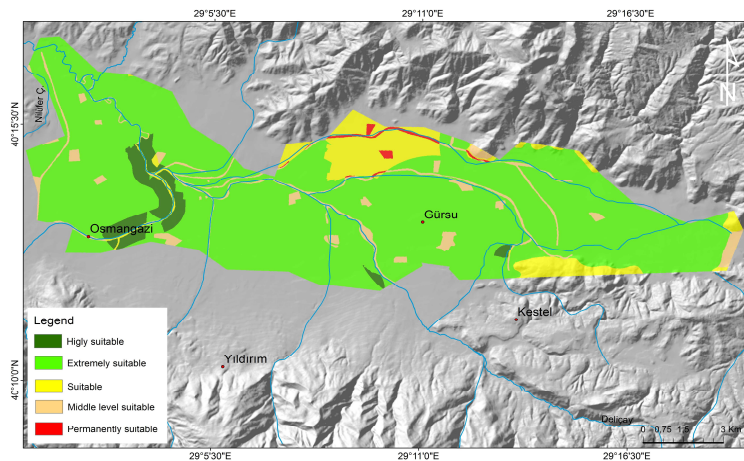 29°5'30"E 29°11'0"E 29°16'30"E
40°15'30"N
Nilüfer Ç.
N
Osmangazi
Gürsu
Kestel
Yıldırım
Deliçay
Legend
Higly suitable
Extremely suitable
Suitable
Middle level suitable
Permanently suitable
40°10'0"N
0 0,75 1,5 3 Km
29°5'30"E 29°11'0"E 29°16'30"E